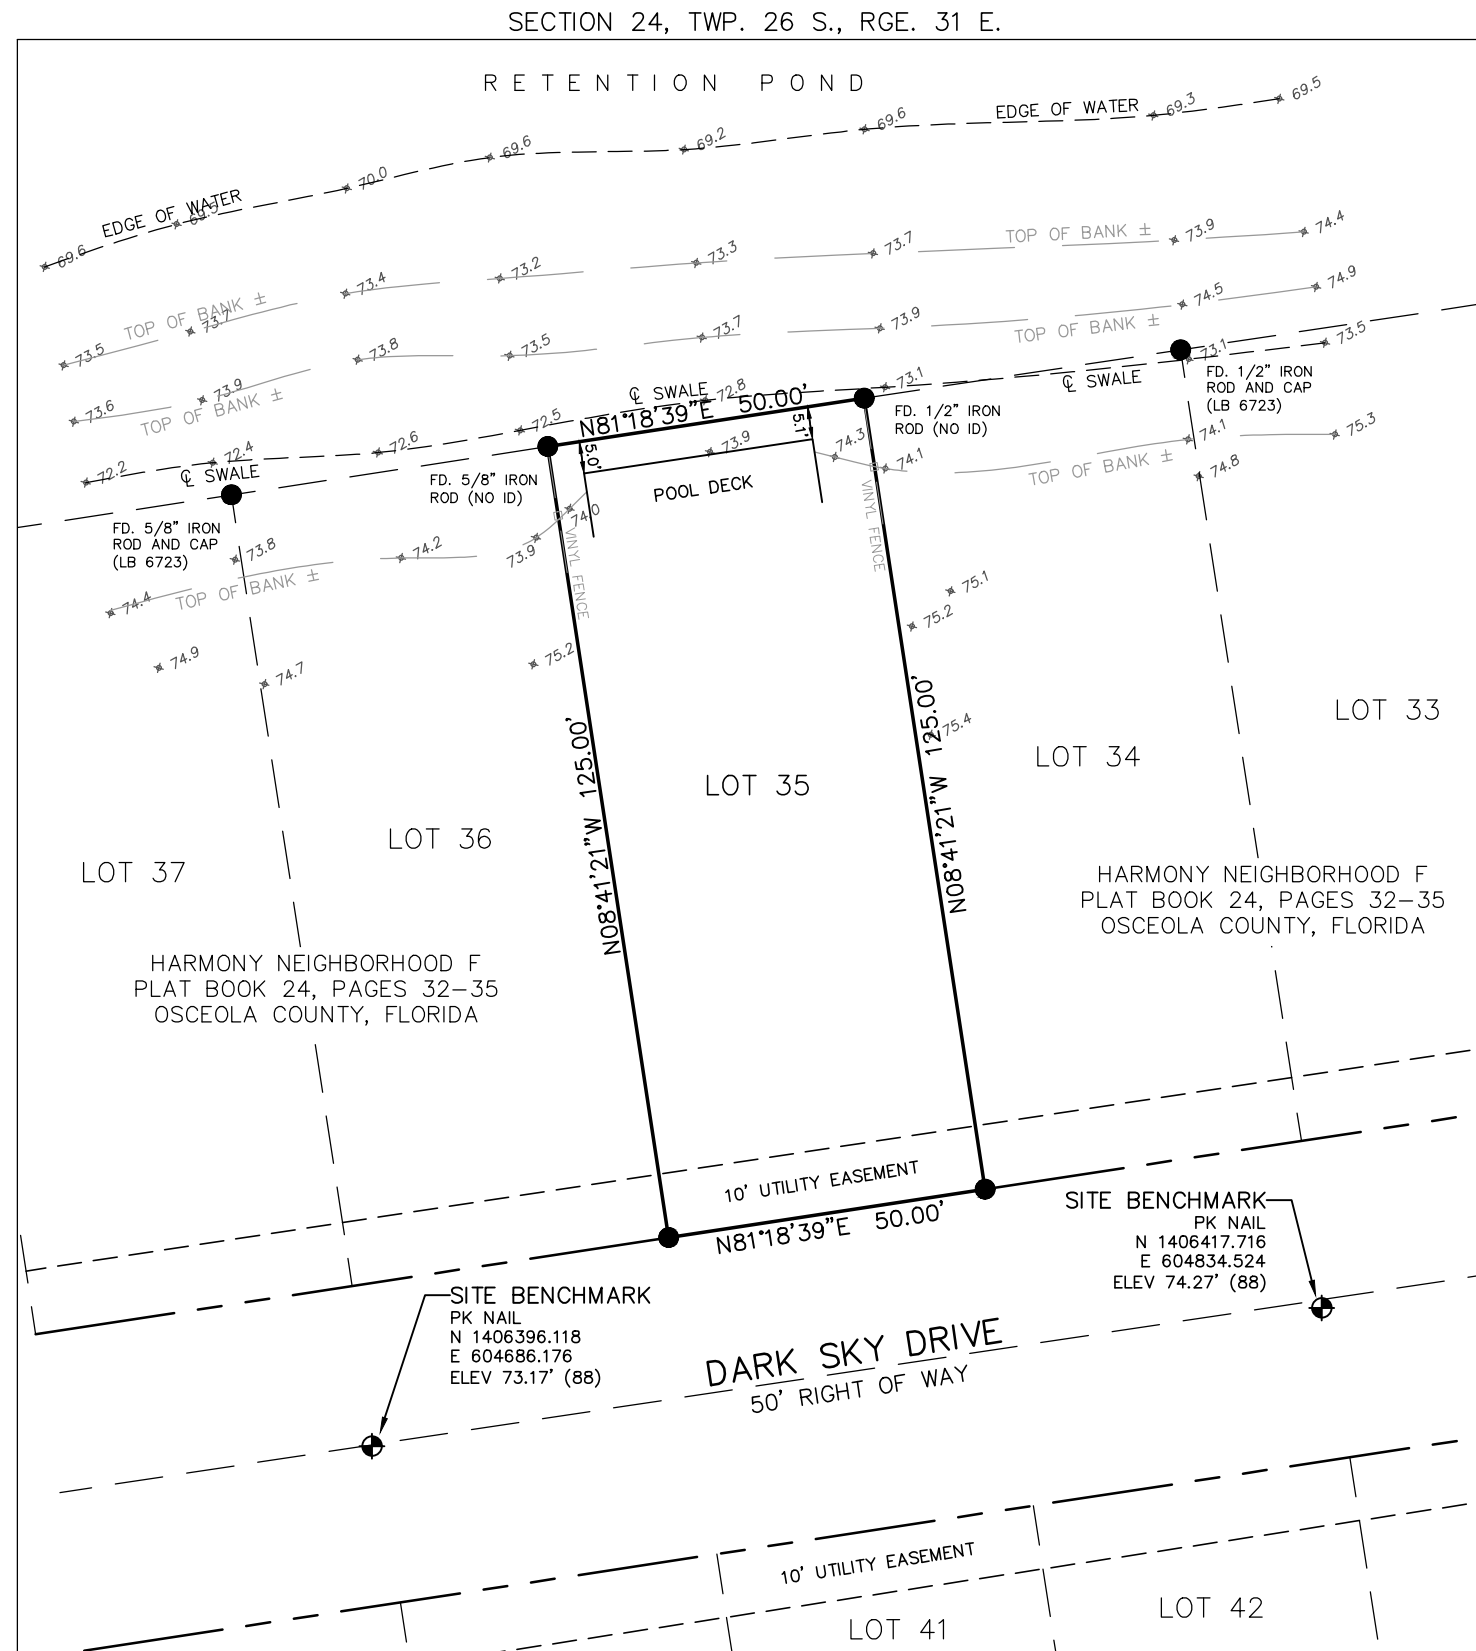 SECTION 24, TWP. 26 S., RGE. 31 E.
RETENTION POND
EDGE OF WATER
69.6
69.5
70.0
69.6
69.2
69.6
EDGE OF WATER
69.3
69.5
TOP OF BANK ±
73.5
73.7
73.4
73.2
73.3
73.7
TOP OF BANK ±
73.9
74.4
TOP OF BANK ±
73.6
73.9
73.8
73.5
73.7
73.9
TOP OF BANK ±
74.5
74.9
72.2
72.4
72.6
72.5
72.8
73.1
73.1
73.5
℄ SWALE
℄ SWALE
℄ SWALE
N81°18'39"E 50.00'
FD. 5/8" IRON
ROD AND CAP
(LB 6723)
FD. 5/8" IRON
ROD (NO ID)
FD. 1/2" IRON
ROD (NO ID)
FD. 1/2" IRON
ROD AND CAP
(LB 6723)
5.0'
5.1'
73.9
POOL DECK
74.3
74.1
TOP OF BANK ±
74.1
75.3
74.8
VINYL FENCE
VINYL FENCE
73.8
74.2
73.9
74.0
TOP OF BANK ±
74.4
74.9
74.7
75.2
75.1
75.2
75.4
N08°41'21"W 125.00'
N08°41'21"W 125.00'
LOT 33
LOT 34
LOT 35
LOT 36
LOT 37
HARMONY NEIGHBORHOOD F
PLAT BOOK 24, PAGES 32-35
OSCEOLA COUNTY, FLORIDA
HARMONY NEIGHBORHOOD F
PLAT BOOK 24, PAGES 32-35
OSCEOLA COUNTY, FLORIDA
10' UTILITY EASEMENT
N81°18'39"E 50.00'
SITE BENCHMARK
PK NAIL
N 1406417.716
E 604834.524
ELEV 74.27' (88)
SITE BENCHMARK
PK NAIL
N 1406396.118
E 604686.176
ELEV 73.17' (88)
DARK SKY DRIVE
50' RIGHT OF WAY
10' UTILITY EASEMENT
LOT 41
LOT 42